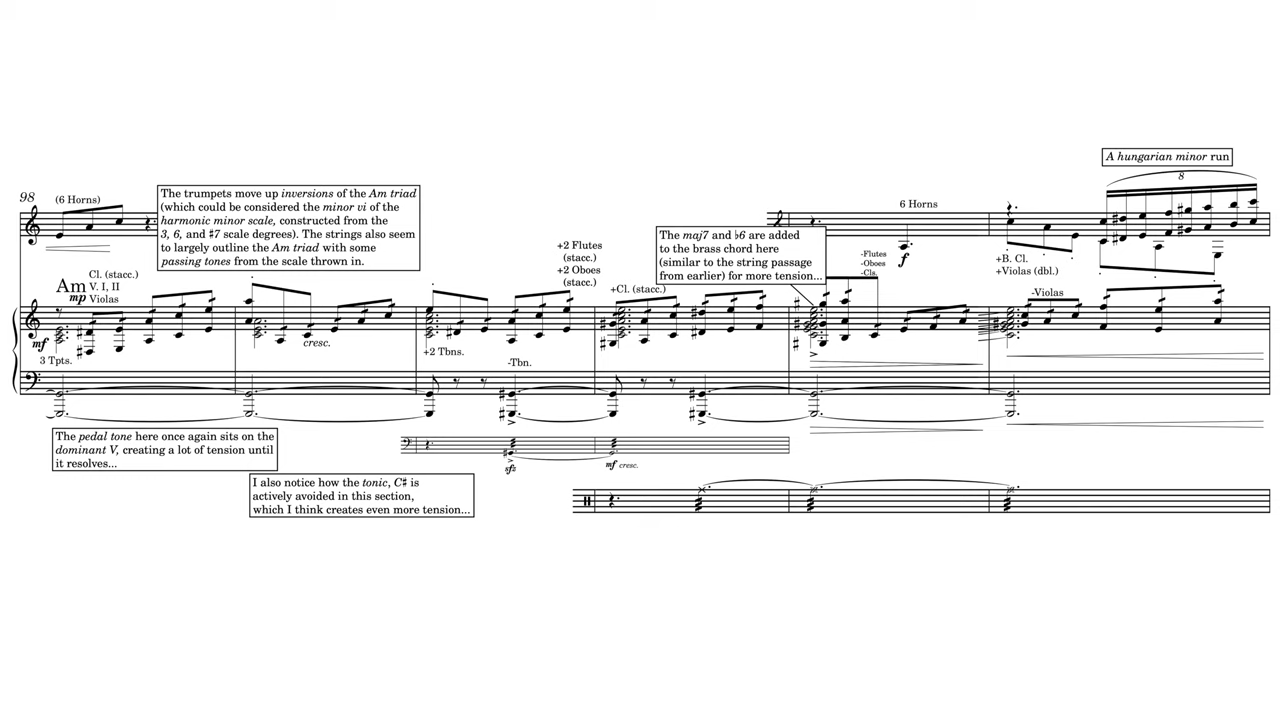 A hungarian minor run
8
98
(6 Horns)
The trumpets move up inversions of the Am triad
(which could be considered the minor vi of the
harmonic minor scale, constructed from the
3, 6, and ♯7 scale degrees). The strings also seem
to largely outline the Am triad with some
passing tones from the scale thrown in.
6 Horns
f
The maj7 and ♭6 are added
to the brass chord here
(similar to the string passage
from earlier) for more tension...
+2 Flutes
(stacc.)
+2 Oboes
(stacc.)
-Flutes
-Oboes
-Cls.
+B. Cl.
+Violas (dbl.)
Cl. (stacc.)
Am V. I, II
mp Violas
+Cl. (stacc.)
-Violas
mf
cresc.
3 Tpts.
+2 Tbns.
-Tbn.
The pedal tone here once again sits on the
dominant V, creating a lot of tension until
it resolves...
sfz
mf cresc.
I also notice how the tonic, C♯ is
actively avoided in this section,
which I think creates even more tension...